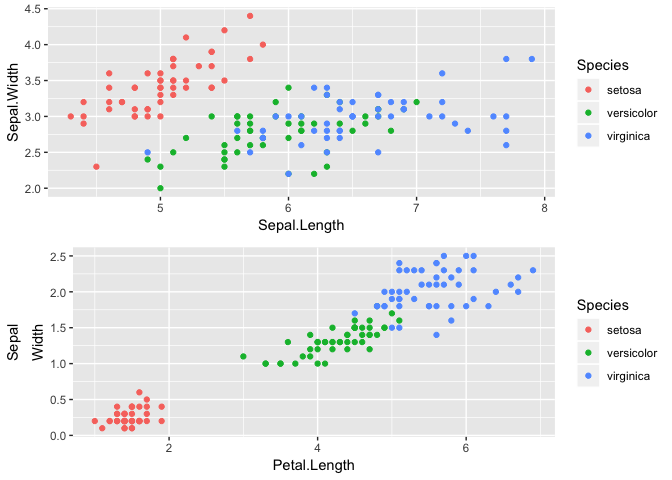 4.5
4.0
3.5
3.0
2.5
2.0
Sepal.Width
5 6 7 8
Sepal.Length
Species
setosa
versicolor
virginica
2.5
2.0
1.5
1.0
0.5
0.0
Sepal
Width
2 4 6
Petal.Length
Species
setosa
versicolor
virginica